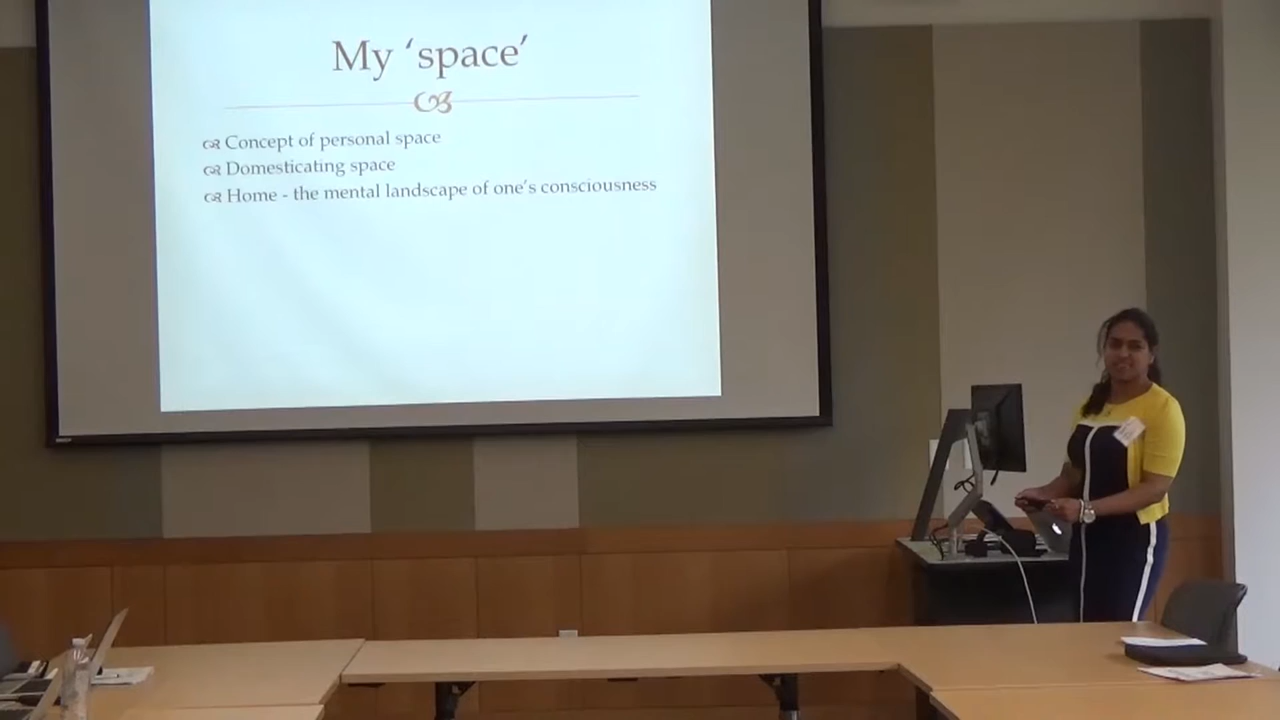 My ‘space’
Concept of personal space
Domesticating space
Home - the mental landscape of one’s consciousness